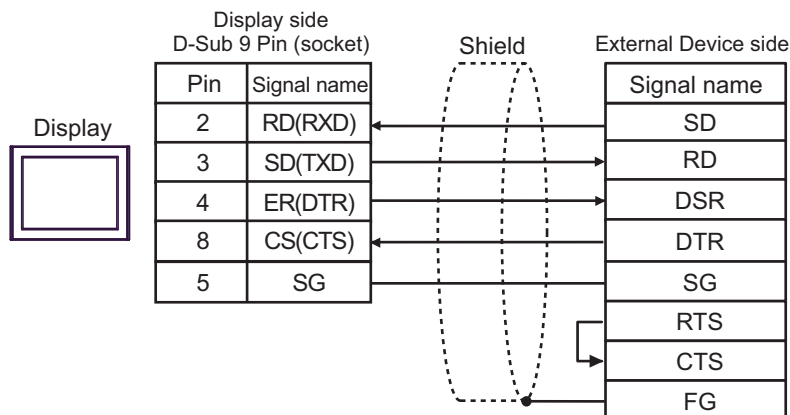 Display side
D-Sub 9 Pin (socket)
Shield
External Device side
Pin Signal name
Signal name
Display
2 RD(RXD) SD
3 SD(TXD) RD
4 ER(DTR) DSR
8 CS(CTS) DTR
5 SG SG
RTS
CTS
FG